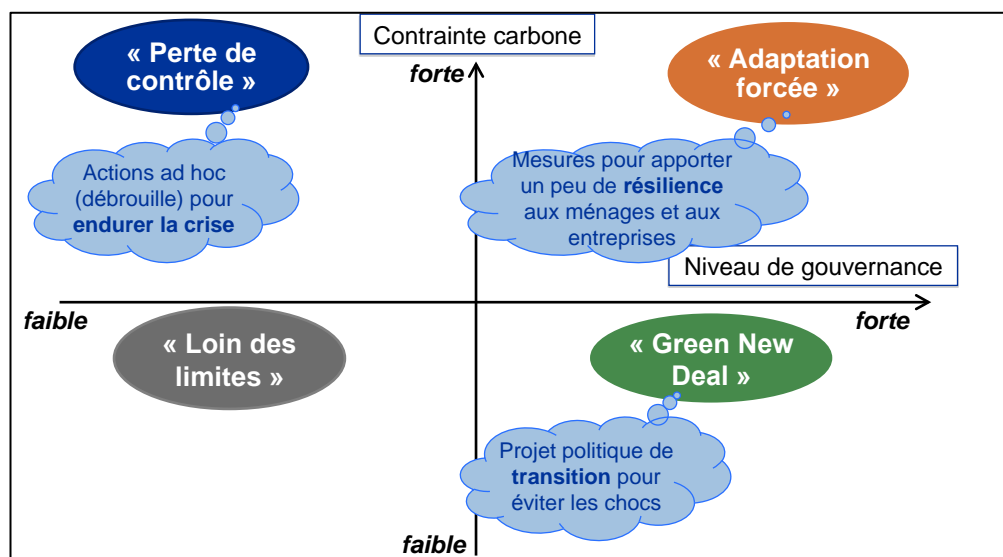 « Perte de
contrôle »
Contrainte carbone
forte
« Adaptation
forcée »
Actions ad hoc
(débrouille) pour
endurer la crise
Mesures pour apporter
un peu de résilience
aux ménages et aux
entreprises
Niveau de gouvernance
faible
forte
« Loin des
limites »
« Green New
Deal »
Projet politique de
transition pour
éviter les chocs
faible